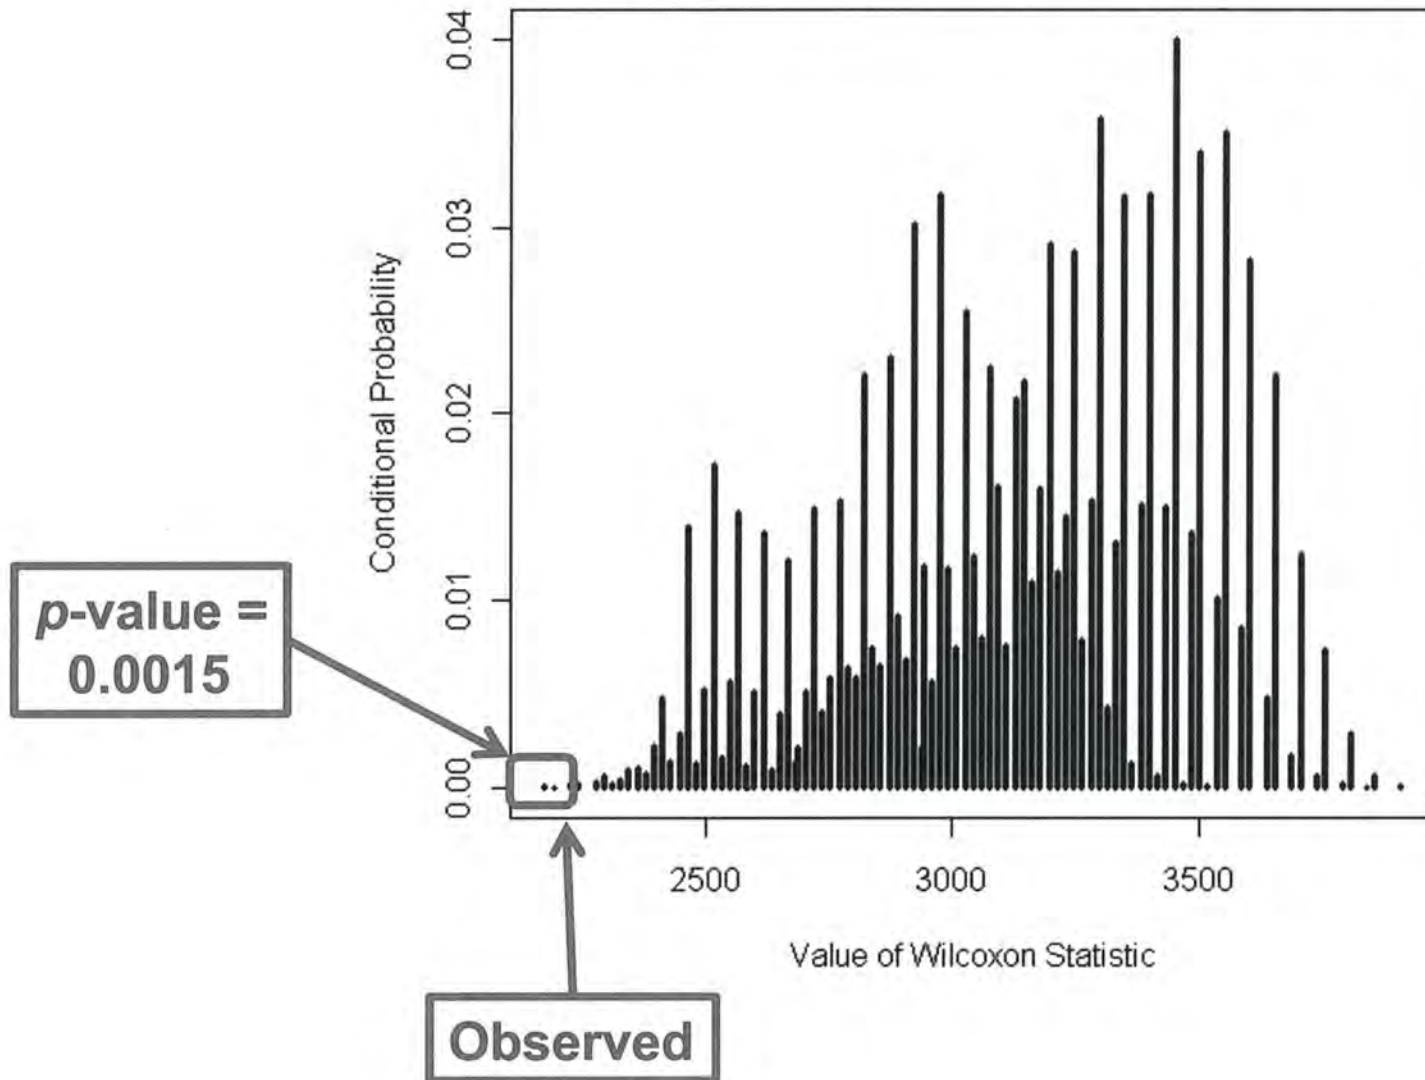 0.04
0.03
0.02
0.01
0.00
Conditional Probability
p-value =
0.0015
2500 3000 3500
Value of Wilcoxon Statistic
Observed